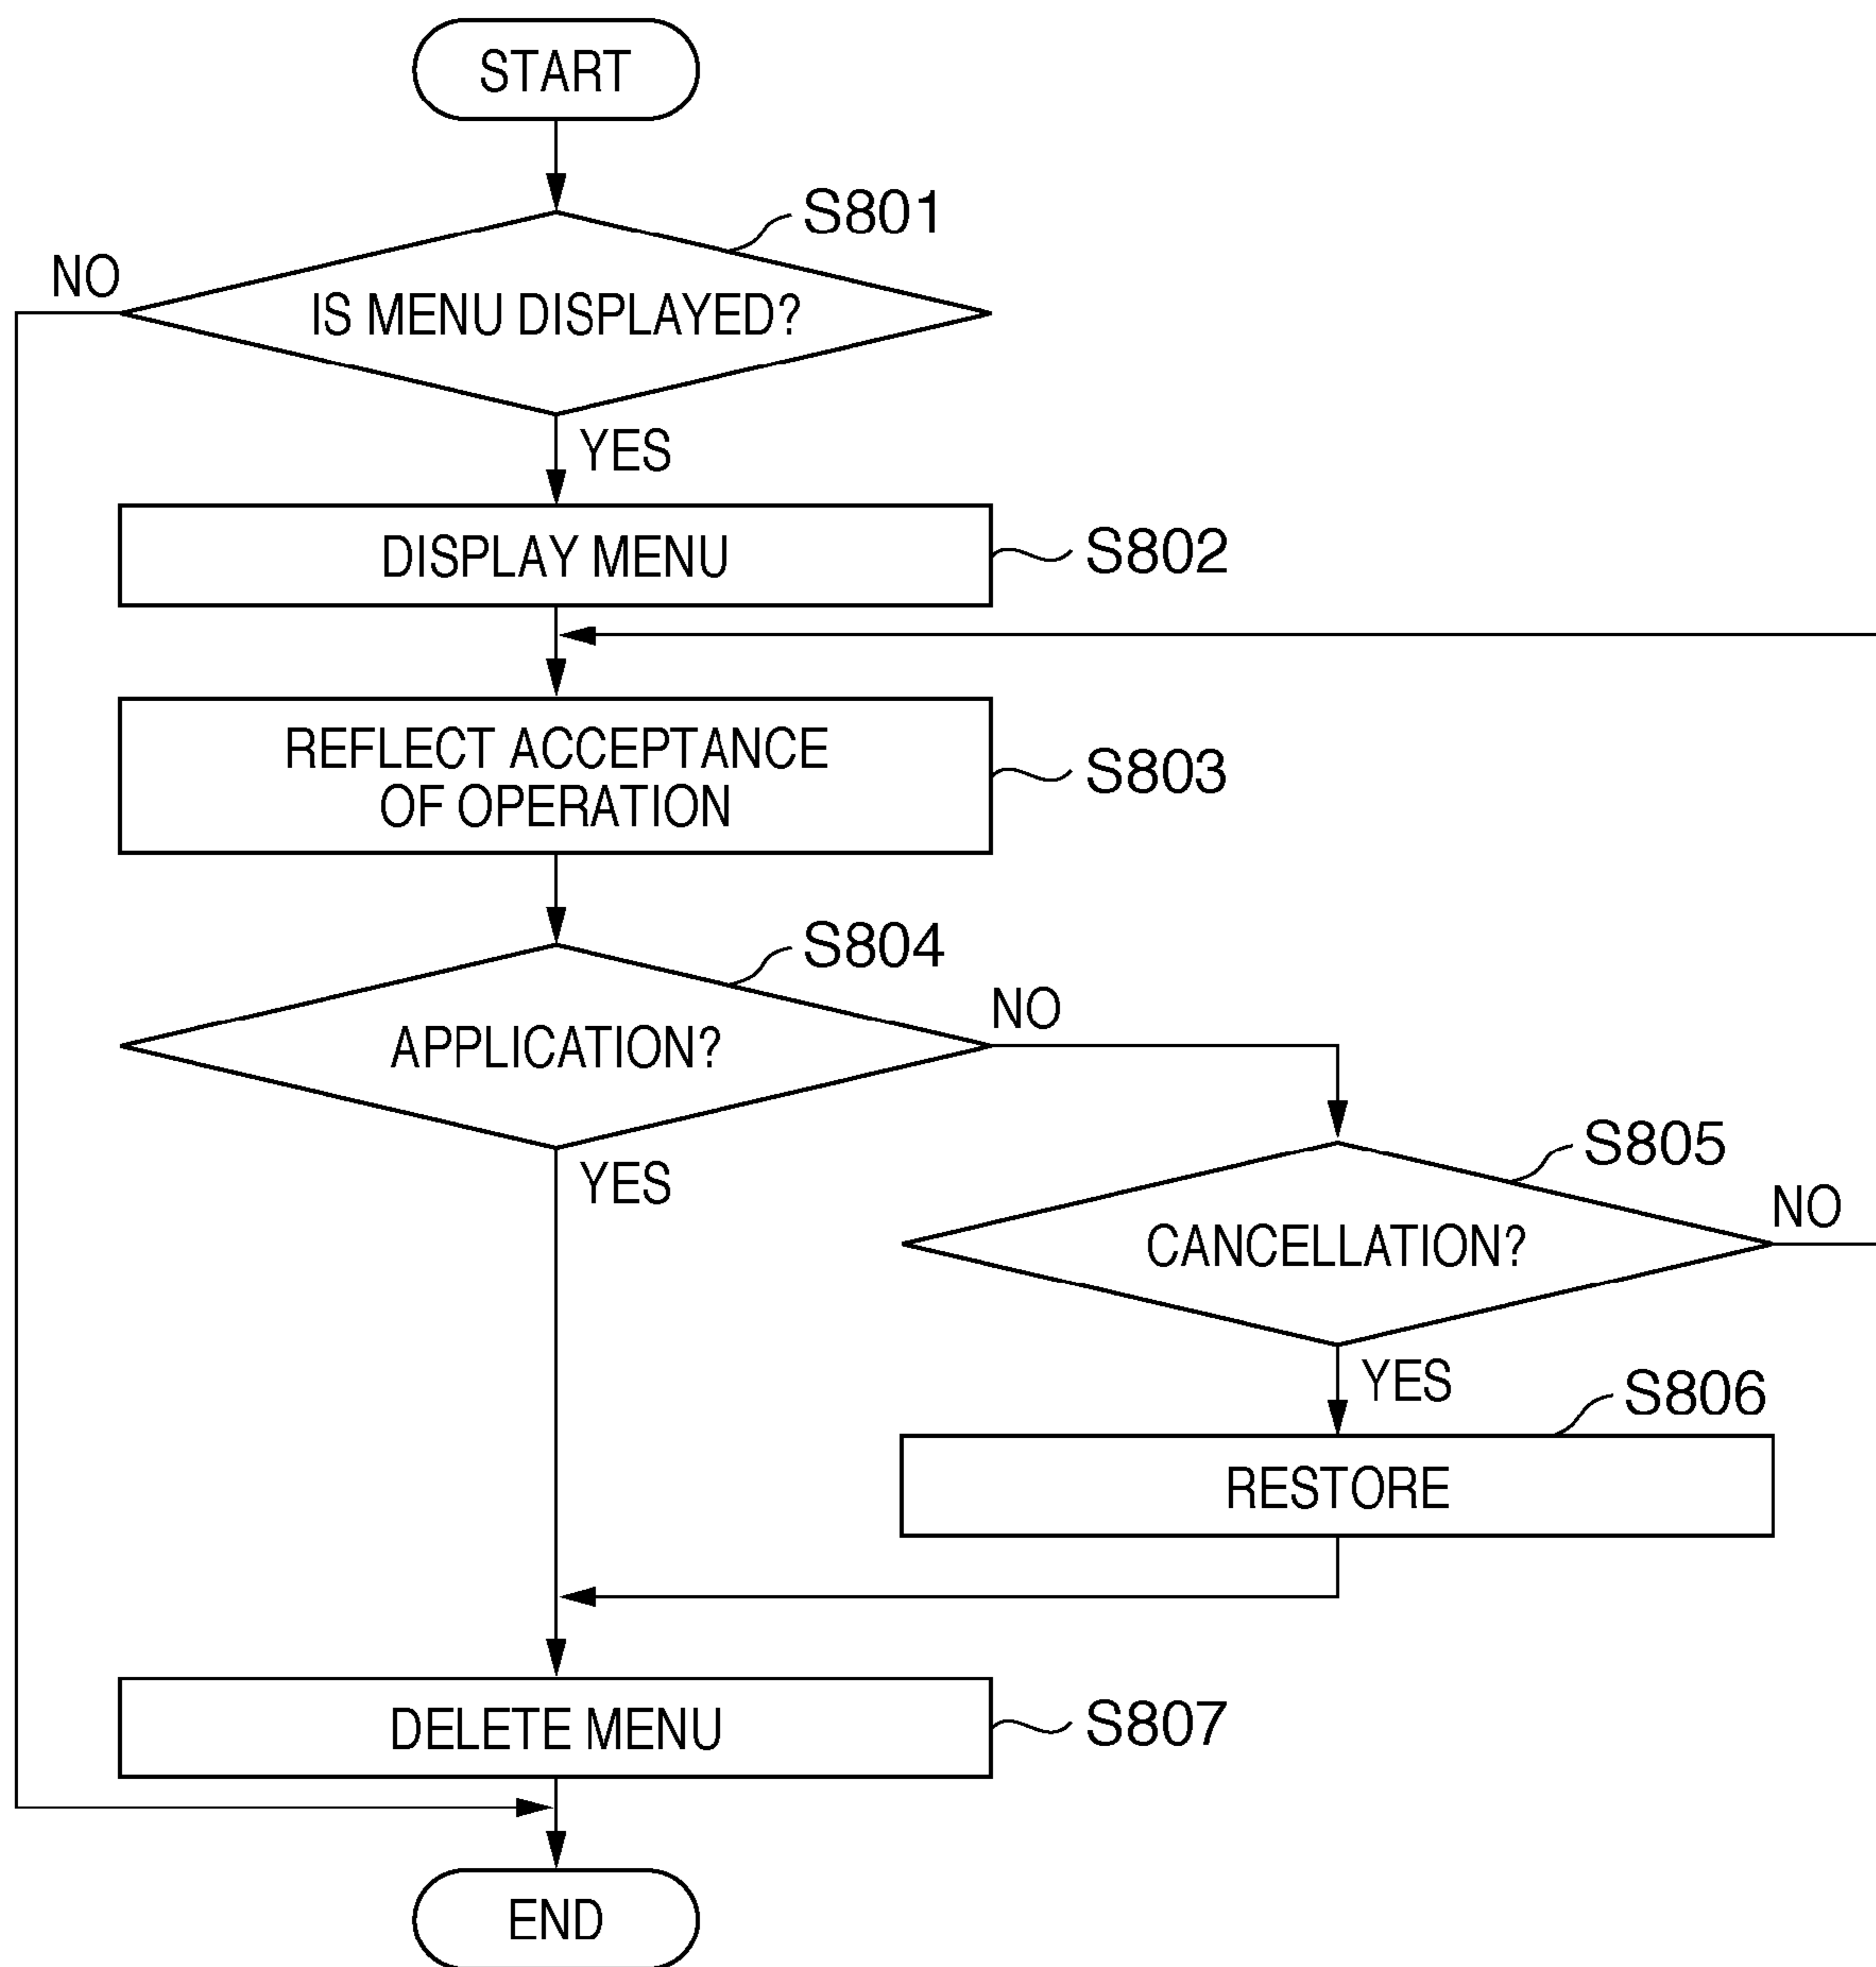 START
S801
NO
IS MENU DISPLAYED?
YES
DISPLAY MENU
S802
REFLECT ACCEPTANCE
OF OPERATION
S803
S804
NO
APPLICATION?
YES
S805
NO
CANCELLATION?
YES
S806
RESTORE
DELETE MENU
S807
END